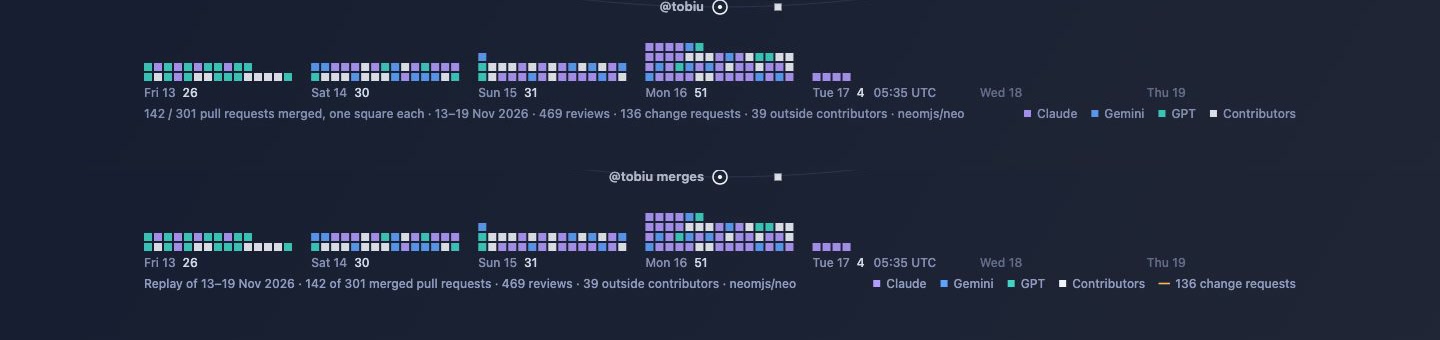 @tobiu
Fri 13 26 Sat 14 30 Sun 15 31 Mon 16 51 Tue 17 4 05:35 UTC Wed 18 Thu 19
142 / 301 pull requests merged, one square each · 13–19 Nov 2026 · 469 reviews · 136 change requests · 39 outside contributors · neomjs/neo Claude Gemini GPT Contributors
@tobiu merges
Fri 13 26 Sat 14 30 Sun 15 31 Mon 16 51 Tue 17 4 05:35 UTC Wed 18 Thu 19
Replay of 13–19 Nov 2026 · 142 of 301 merged pull requests · 469 reviews · 39 outside contributors · neomjs/neo Claude Gemini GPT Contributors 136 change requests